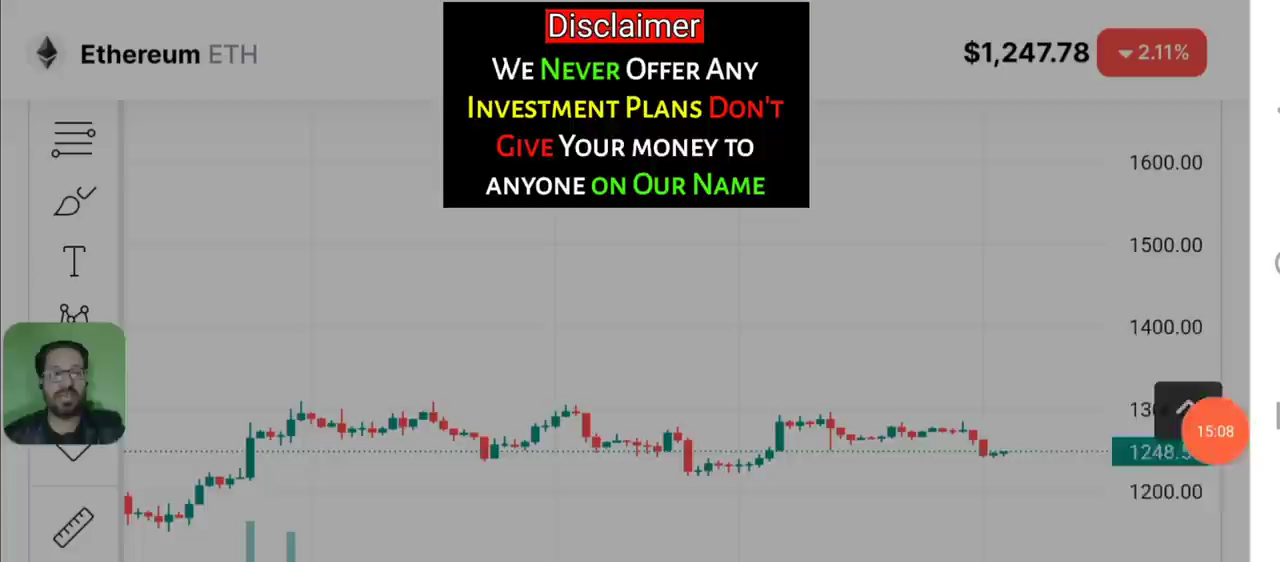 Disclaimer
WE NEVER OFFER ANY
INVESTMENT PLANS DON'T
GIVE YOUR MONEY TO
ANYONE ON OUR NAME
Ethereum ETH
$1,247.78
2.11%
T
1600.00
1500.00
1400.00
15:08
1200.00